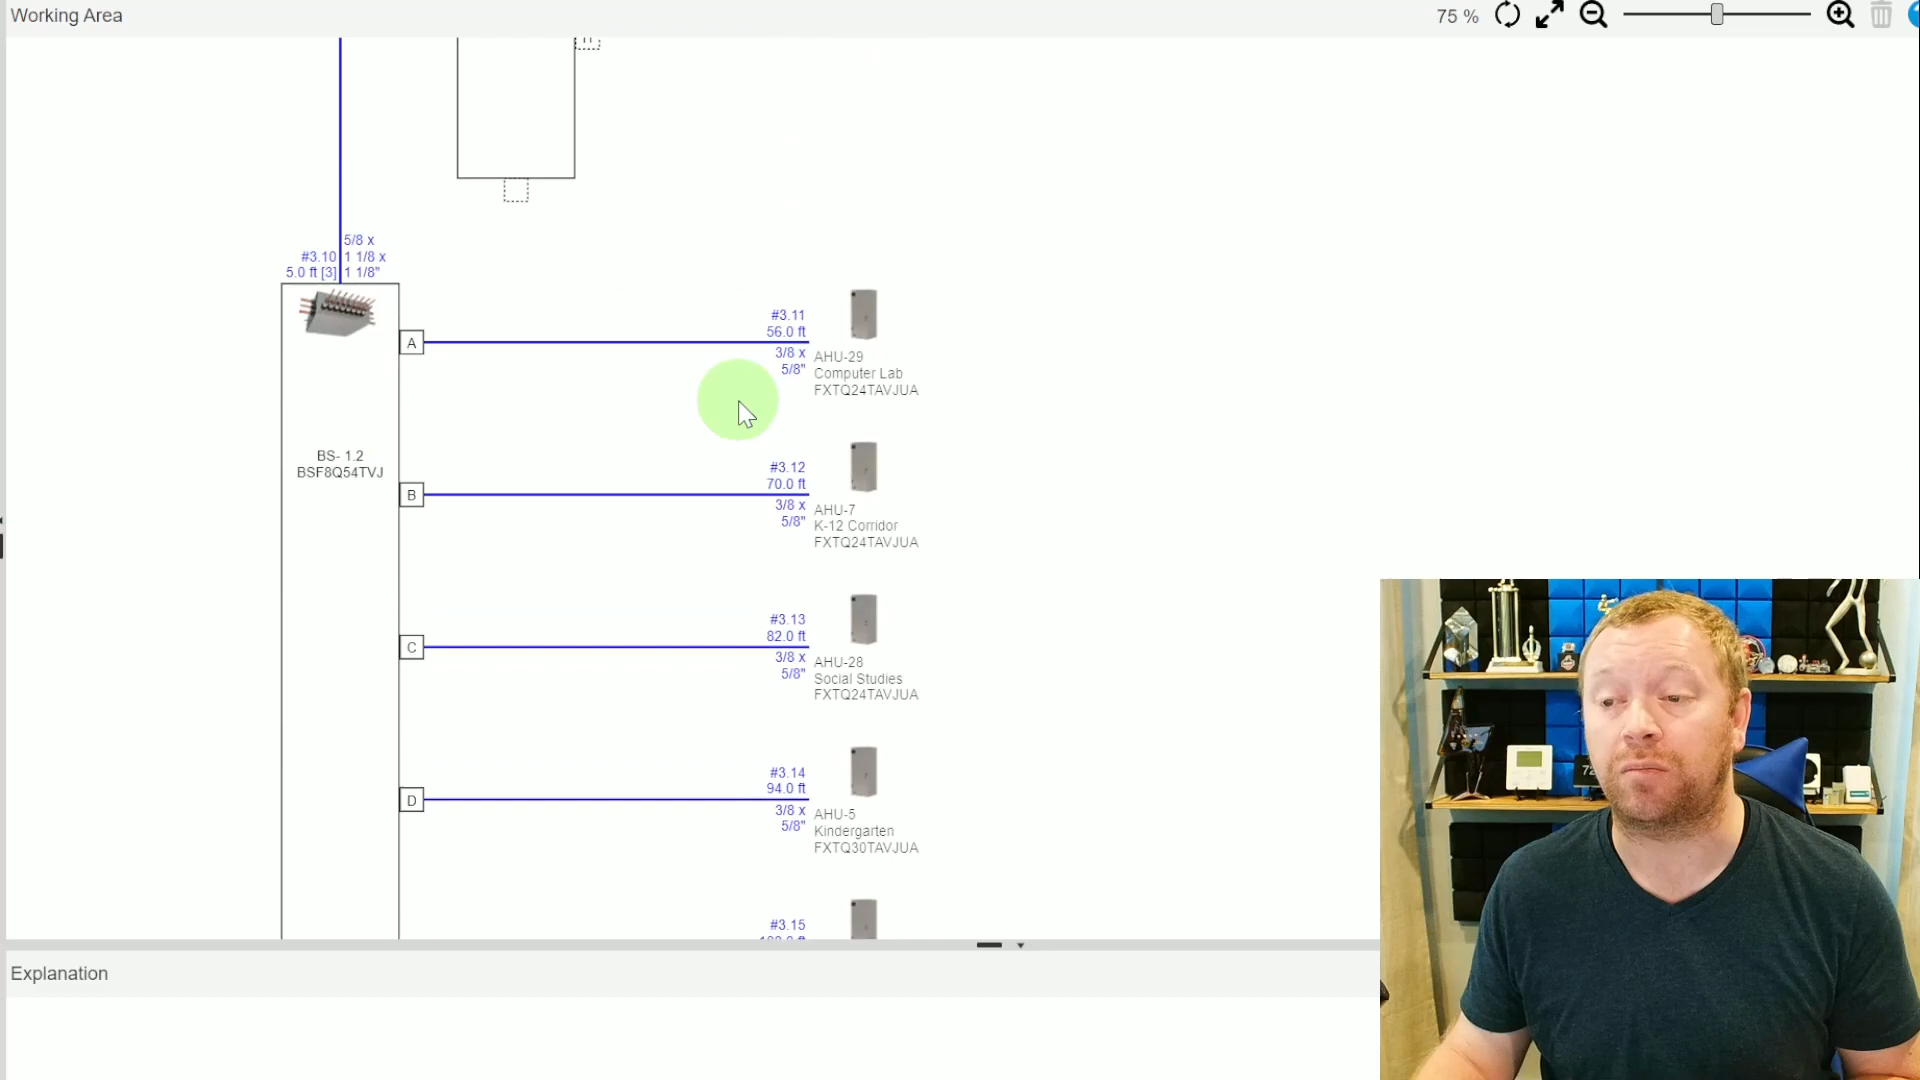 Working Area
75 %
5/8 x
#3.10 1 1/8 x
5.0 ft [3] 1 1/8"
#3.11
56.0 ft
A
3/8 x
5/8"
AHU-29
Computer Lab
FXTQ24TAVJUA
BS- 1.2
BSF8Q54TVJ
#3.12
70.0 ft
B
3/8 x
5/8"
AHU-7
K-12 Corridor
FXTQ24TAVJUA
#3.13
82.0 ft
C
3/8 x
5/8"
AHU-28
Social Studies
FXTQ24TAVJUA
#3.14
94.0 ft
D
3/8 x
5/8"
AHU-5
Kindergarten
FXTQ30TAVJUA
#3.15
Explanation